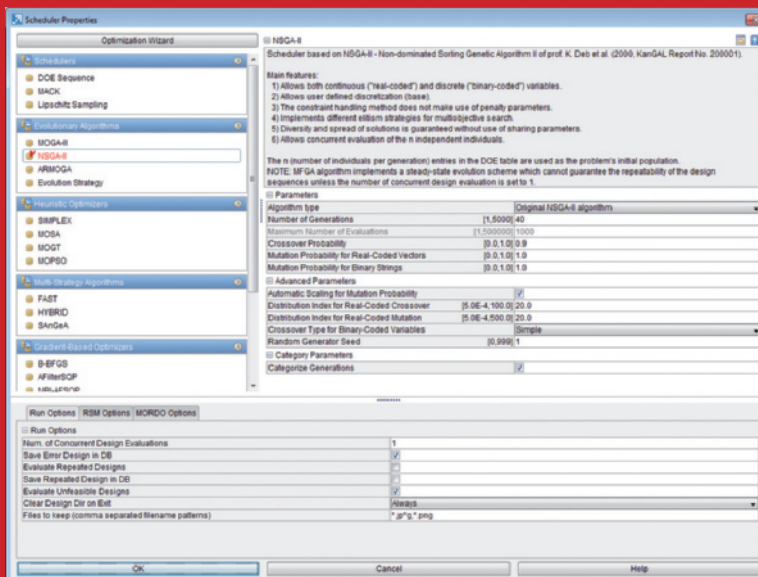 Scheduler Properties
Optimization Wizard
Schedulers
DOE Sequence
MACK
Lipschitz Sampling
Evolutionary Algorithms
MOGA-II
NSGA-II
ARMOGA
Evolution Strategy
Heuristic Optimizers
SIMPLEX
MOSA
MOGT
MOPSO
Multi-Strategy Algorithms
FAST
HYBRID
SAnGeA
Gradient-Based Optimizers
B-BFGS
AFilterSQP
NBI-AFSQP
NSGA-II
Scheduler based on NSGA-II - Non-dominated Sorting Genetic Algorithm II of prof. K. Deb et al. (2000, KanGAL Report No. 200001).
Main features:
1) Allows both continuous ("real-coded") and discrete ("binary-coded") variables.
2) Allows user defined discretization (base).
3) The constraint handling method does not make use of penalty parameters.
4) Implements different elitism strategies for multiobjective search.
5) Diversity and spread of solutions is guaranteed without use of sharing parameters.
6) Allows concurrent evaluation of the n independent individuals.
The n (number of individuals per generation) entries in the DOE table are used as the problem's initial population.
NOTE: MFGA algorithm implements a steady-state evolution scheme which cannot guarantee the repeatability of the design
sequences unless the number of concurrent design evaluation is set to 1.
Parameters
Algorithm type Original NSGA-II algorithm
Number of Generations [1,5000] 40
Maximum Number of Evaluations [1,500000] 1000
Crossover Probability [0.0,1.0] 0.9
Mutation Probability for Real-Coded Vectors [0.0,1.0] 1.0
Mutation Probability for Binary Strings [0.0,1.0] 1.0
Advanced Parameters
Automatic Scaling for Mutation Probability
Distribution Index for Real-Coded Crossover [5.0E-4,100.0] 20.0
Distribution Index for Real-Coded Mutation [5.0E-4,500.0] 20.0
Crossover Type for Binary-Coded Variables Simple
Random Generator Seed [0,999] 1
Category Parameters
Categorize Generations
Run Options RSM Options MORDO Options
Run Options
Num. of Concurrent Design Evaluations 1
Save Error Design in DB
Evaluate Repeated Designs
Save Repeated Design in DB
Evaluate Unfeasible Designs
Clear Design Dir on Exit Always
Files to keep (comma separated filename patterns) *.jp*g,*.png
OK Cancel Help